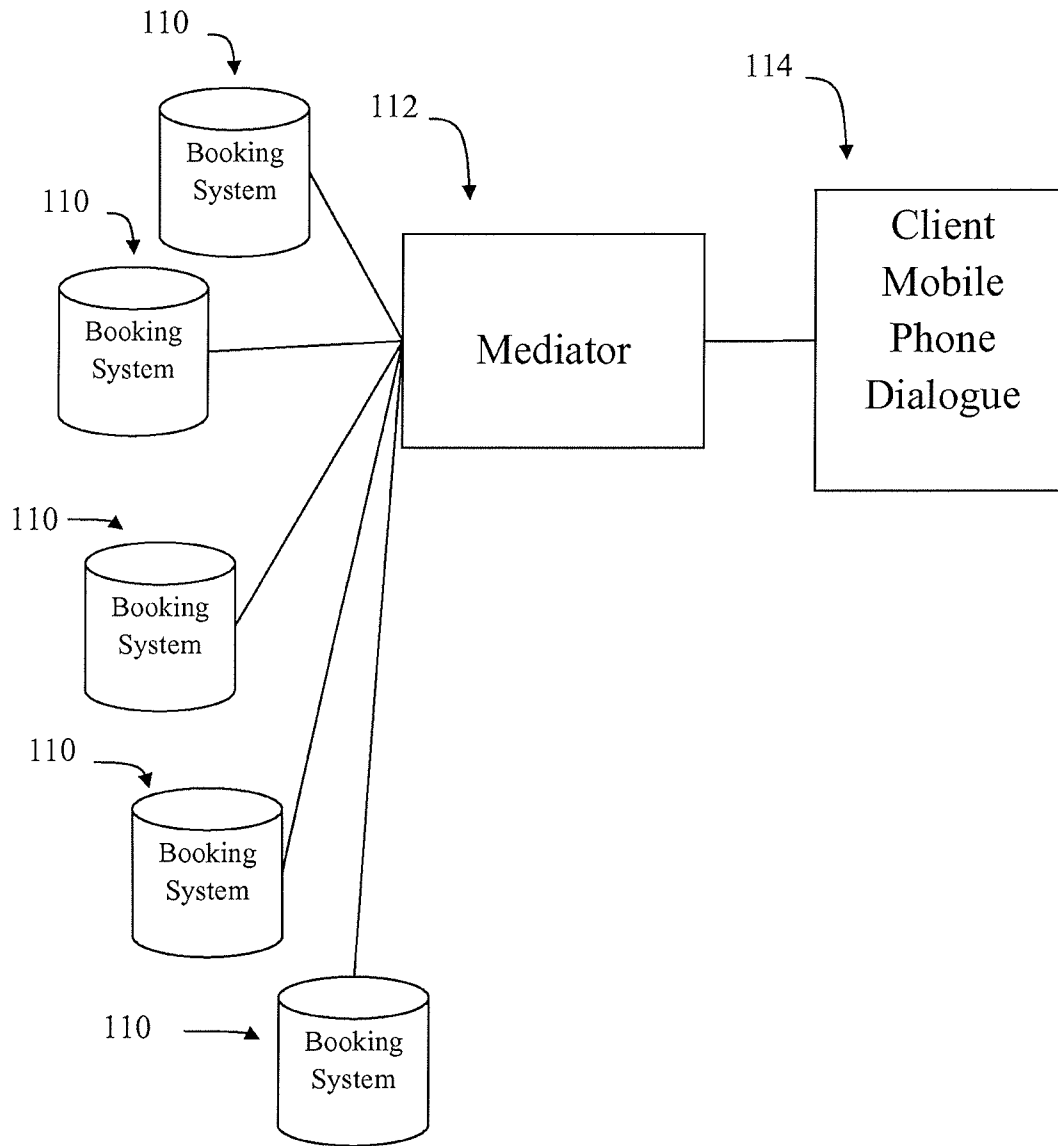 110
114
112
Booking
System
110
Client
Mobile
Phone
Dialogue
Booking
System
Mediator
110
Booking
System
110
Booking
System
110
Booking
System